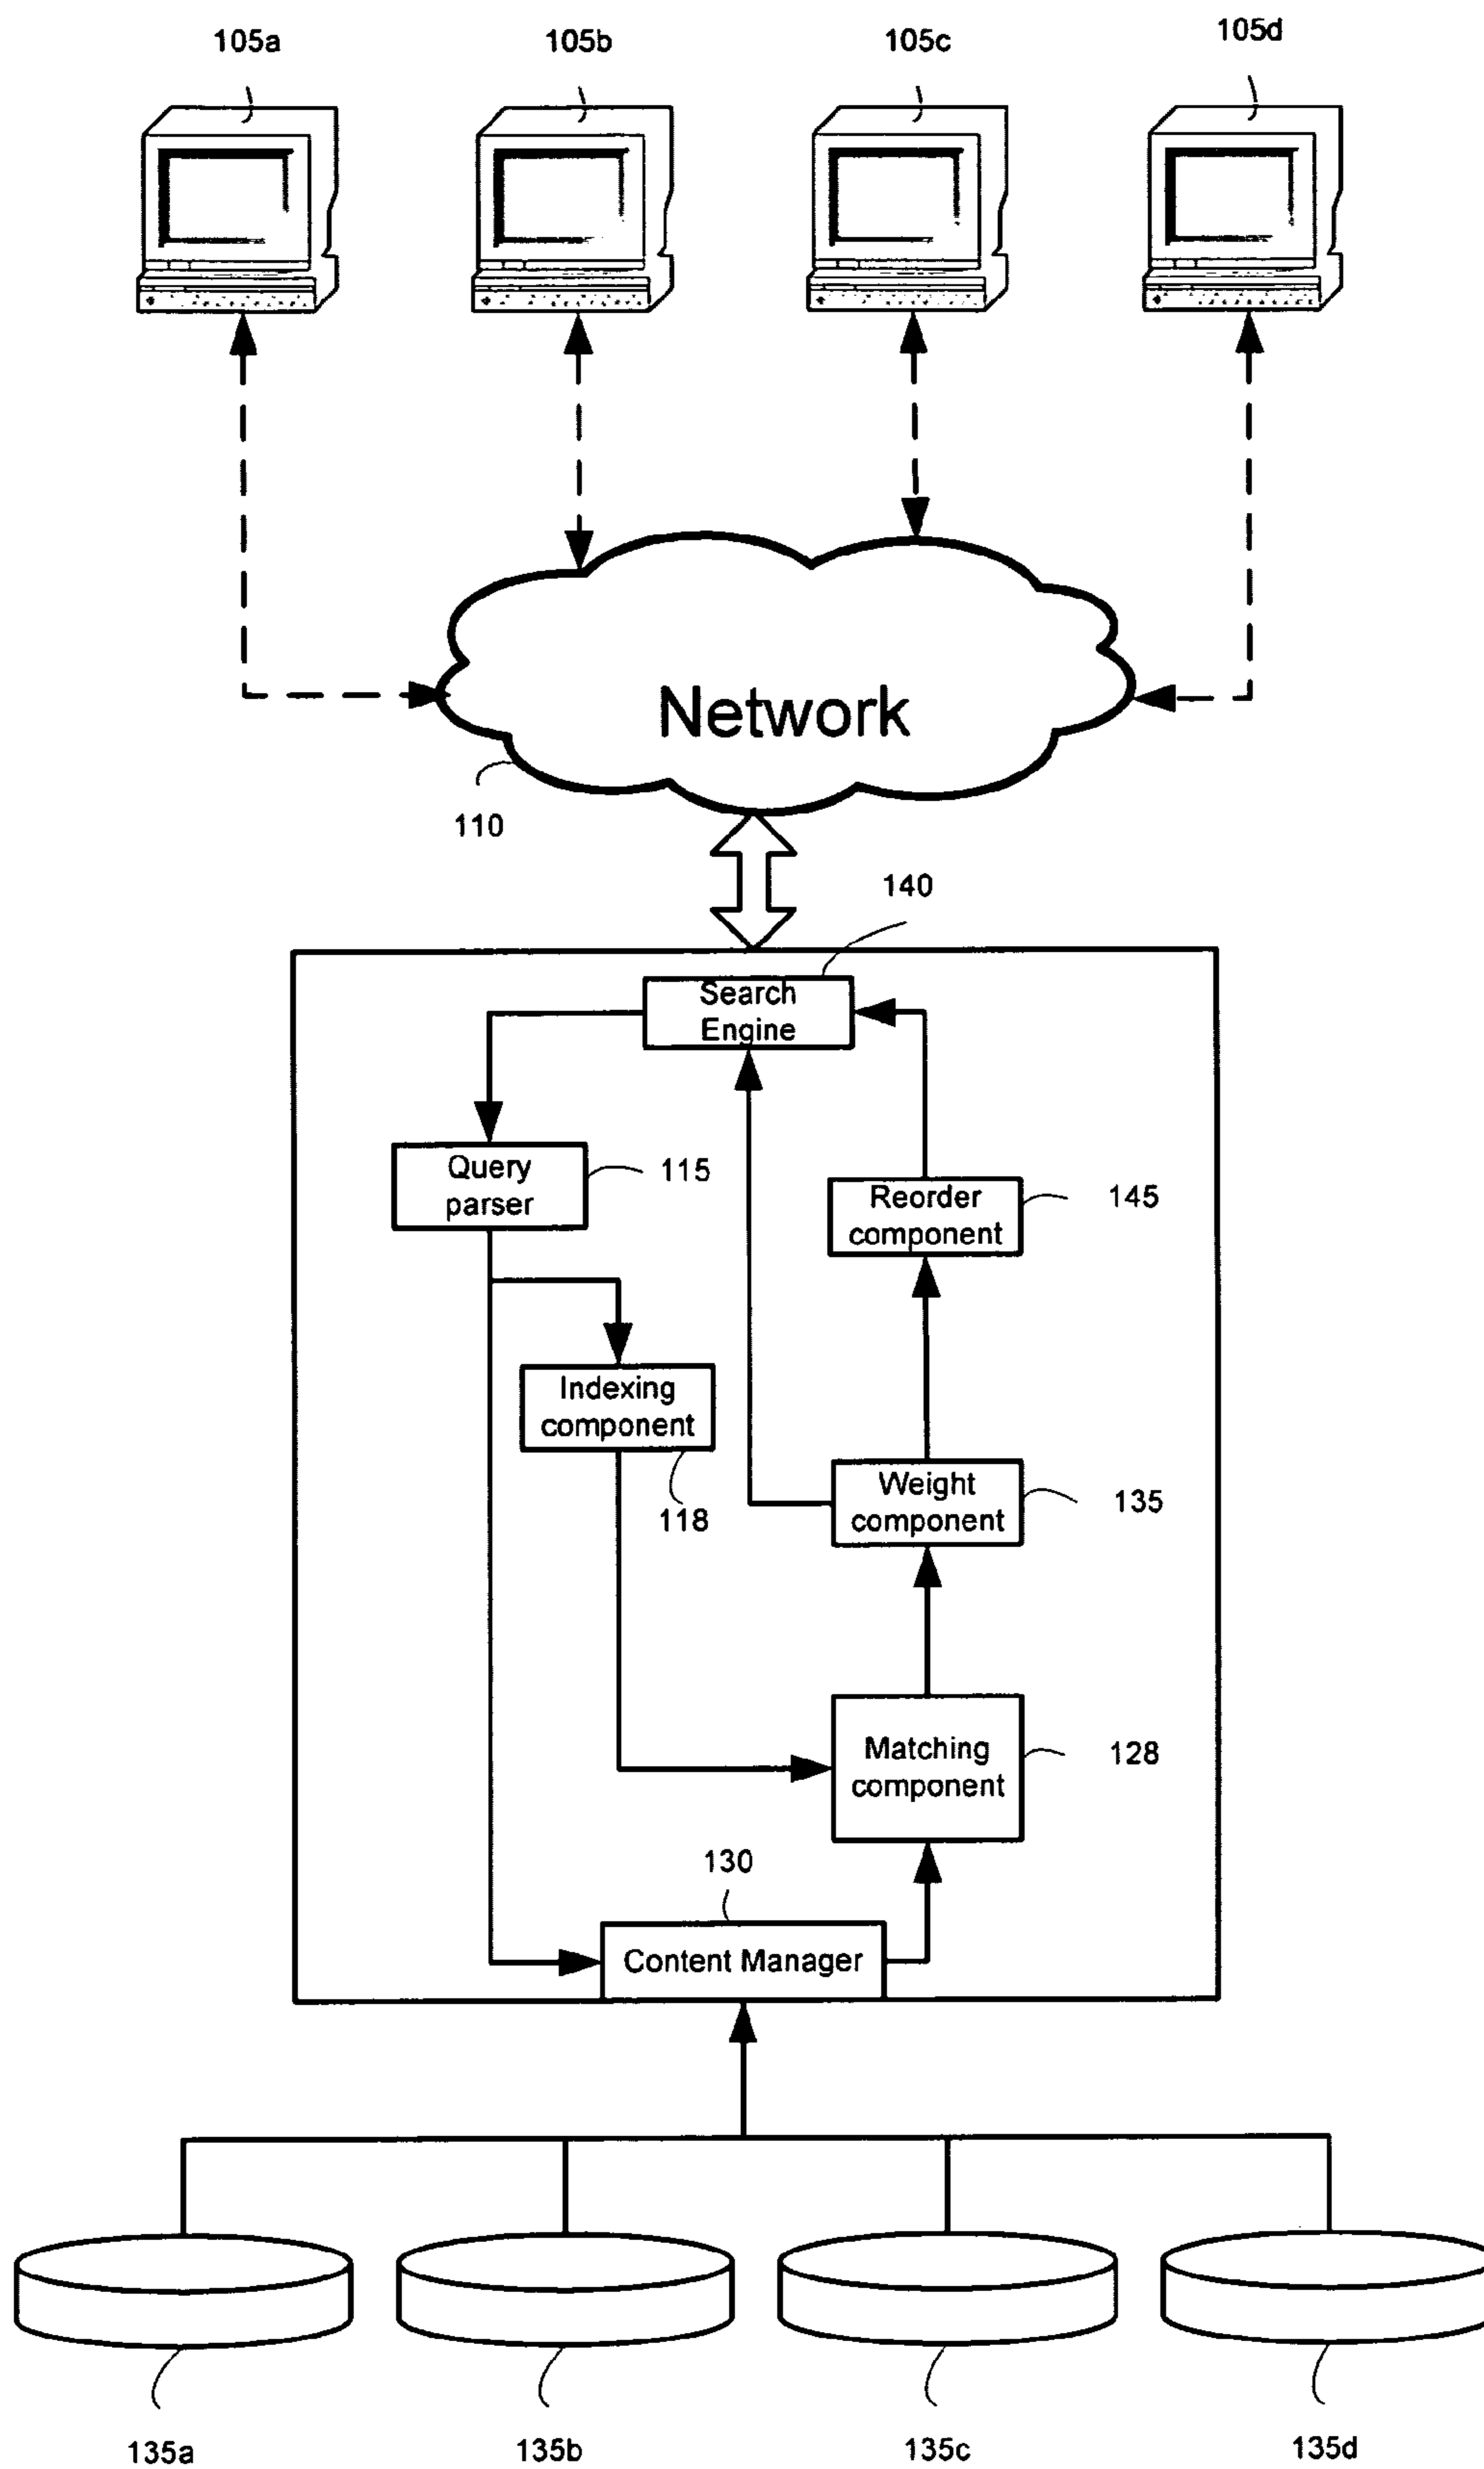 105a
105b
105c
105d
Network
110
140
Search
Engine
Query
parser
115
Reorder
component
145
Indexing
component
118
Weight
component
135
Matching
component
128
130
Content Manager
135a
135b
135c
135d